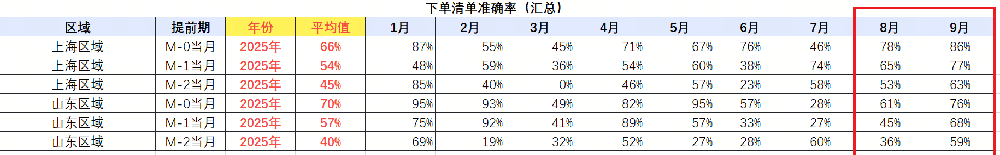 下单清单准确率（汇总）
区域 提前期 年份 平均值 1月 2月 3月 4月 5月 6月 7月 8月 9月
上海区域 M-0当月 2025年 66% 87% 55% 45% 71% 67% 76% 46% 78% 86%
上海区域 M-1当月 2025年 54% 48% 59% 36% 54% 60% 38% 74% 65% 77%
上海区域 M-2当月 2025年 45% 85% 40% 0% 46% 57% 23% 58% 53% 63%
山东区域 M-0当月 2025年 70% 95% 93% 49% 82% 95% 57% 28% 61% 76%
山东区域 M-1当月 2025年 57% 75% 92% 41% 89% 57% 33% 27% 45% 68%
山东区域 M-2当月 2025年 40% 69% 19% 32% 52% 27% 28% 60% 36% 59%